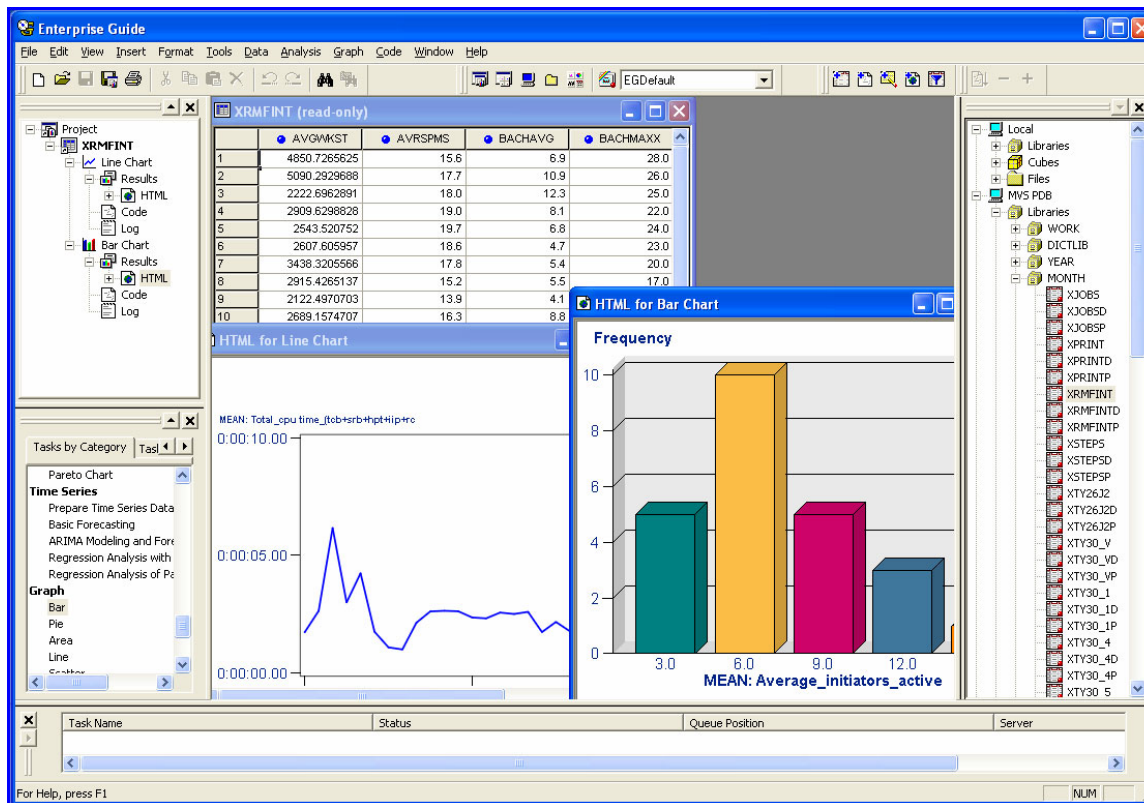 Enterprise Guide
File Edit View Insert Format Tools Data Analysis Graph Code Window Help
EGDefault
Project
XRMFINT
Line Chart
Results
HTML
Code
Log
Bar Chart
Results
HTML
Code
Log
Tasks by Category Tasl
Pareto Chart
Time Series
Prepare Time Series Data
Basic Forecasting
ARIMA Modeling and Fore
Regression Analysis with
Regression Analysis of Pa
Graph
Bar
Pie
Area
Line
Scatter
XRMFINT (read-only)
AVGWKST AVRSPMS BACHAVG BACHMAXX
1 4850.7265625 15.6 6.9 28.0
2 5090.2929688 17.7 10.9 26.0
3 2222.6962891 18.0 12.3 25.0
4 2909.6298828 19.0 8.1 22.0
5 2543.520752 19.7 6.8 24.0
6 2607.605957 18.6 4.7 23.0
7 3438.3205566 17.8 5.4 20.0
8 2915.4265137 15.2 5.5 17.0
9 2122.4970703 13.9 4.1
10 2689.1574707 16.3 8.8
HTML for Line Chart
MEAN: Total_cpu time_(tcb+srb+hpt+iip+rc
0:00:10.00
0:00:05.00
0:00:00.00
HTML for Bar Chart
Frequency
10
8
6
4
2
0
3.0 6.0 9.0 12.0
MEAN: Average_initiators_active
Local
Libraries
Cubes
Files
MVS PDB
Libraries
WORK
DICTLIB
YEAR
MONTH
XJOBS
XJOBSD
XJOBSP
XPRINT
XPRINTD
XPRINTP
XRMFINT
XRMFINTD
XRMFINTP
XSTEPS
XSTEPSD
XSTEPSP
XTY26J2
XTY26J2D
XTY26J2P
XTY30_V
XTY30_VD
XTY30_VP
XTY30_1
XTY30_1D
XTY30_1P
XTY30_4
XTY30_4D
XTY30_4P
XTY30_5
Task Name Status Queue Position Server
For Help, press F1
NUM